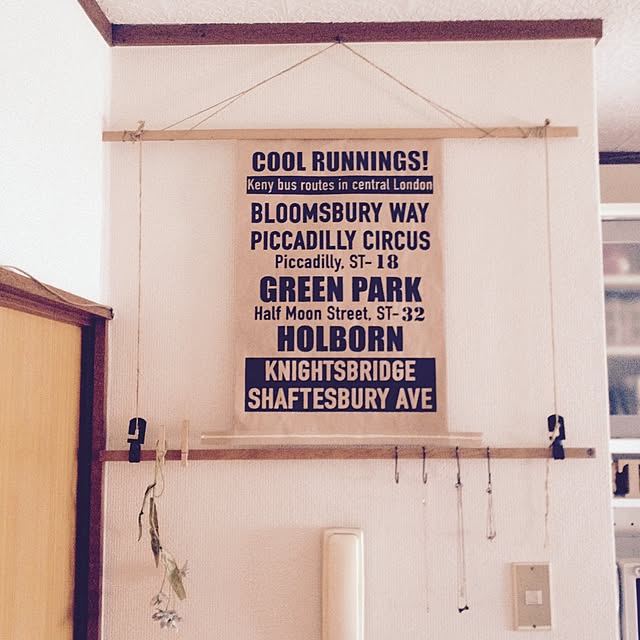 COOL RUNNINGS!
Keny bus routes in central London
BLOOMSBURY WAY
PICCADILLY CIRCUS
Piccadilly, ST-18
GREEN PARK
Half Moon Street, ST-32
HOLBORN
KNIGHTSBRIDGE
SHAFTESBURY AVE